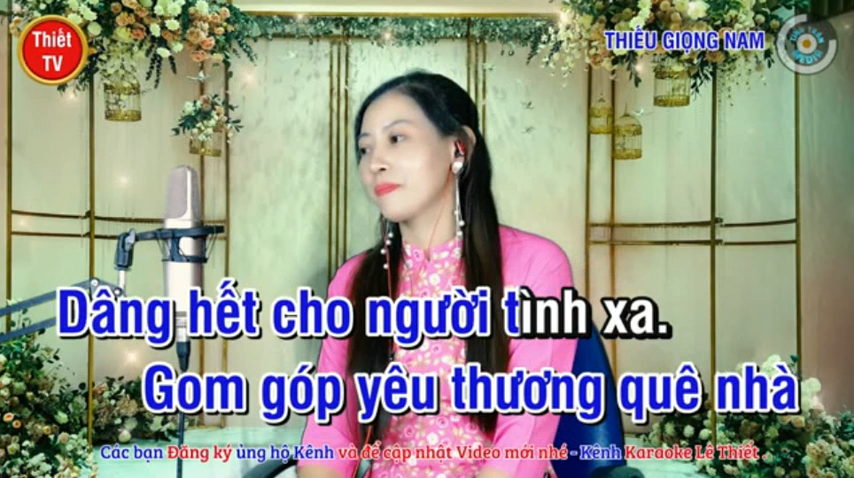 Thiết
TV
THIẾU GIỌNG NAM
Dâng hết cho người tình xa.
Gom góp yêu thương quê nhà
Các bạn Đăng ký ủng hộ Kênh và để cập nhật Video mới nhé - Kênh Karaoke Lê Thiết .